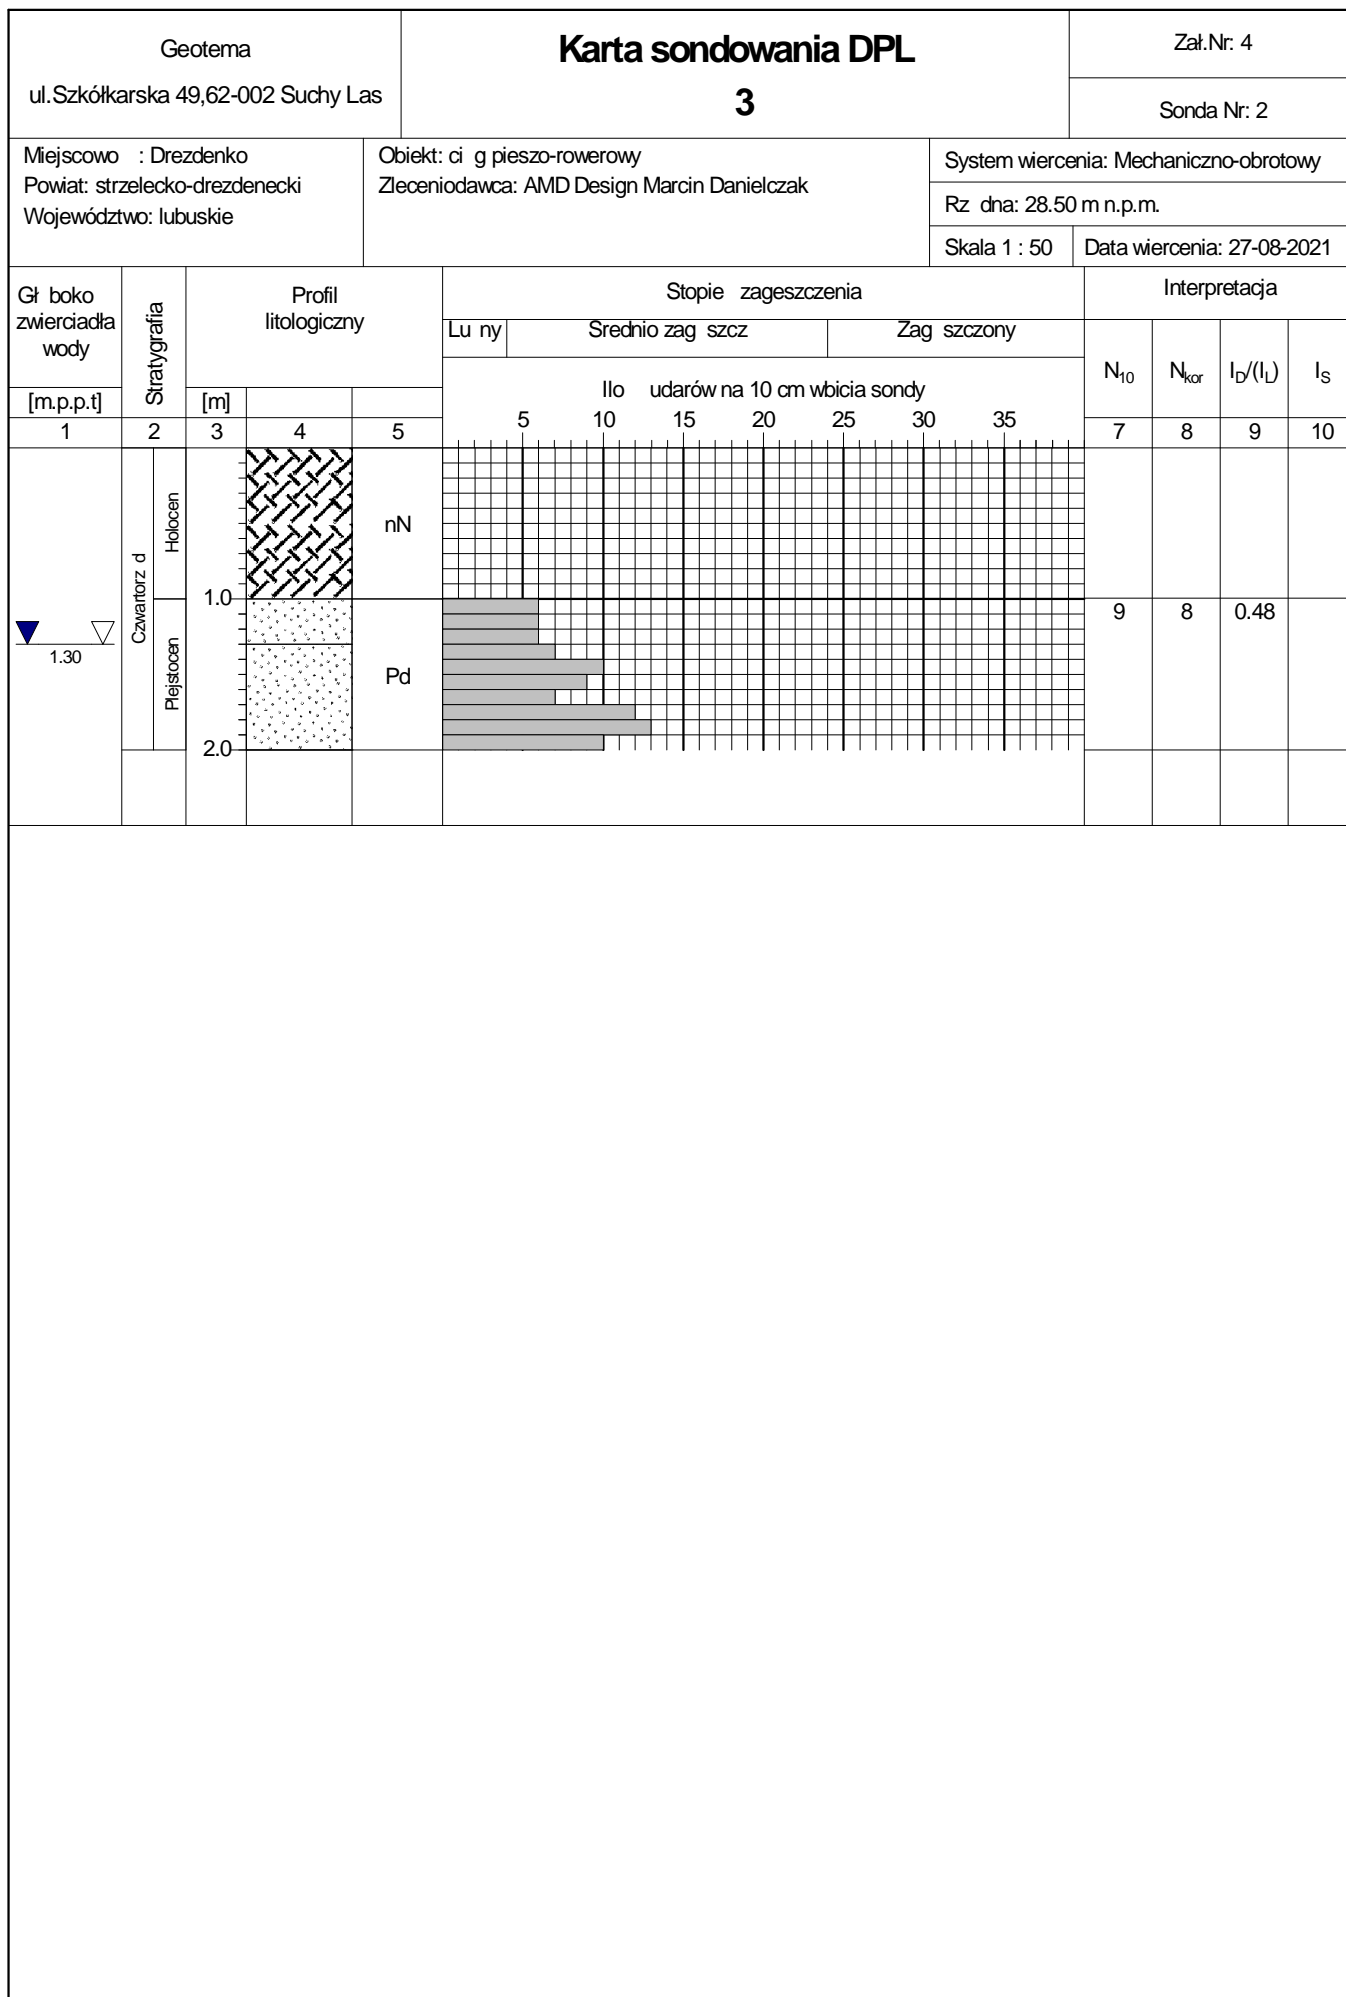 Geotema
ul.Szkółkarska 49,62-002 Suchy Las
Karta sondowania DPL
3
Zał.Nr: 4
Sonda Nr: 2
Miejscowo : Drezdenko
Powiat: strzelecko-drezdenecki
Województwo: lubuskie
Obiekt: ci g pieszo-rowerowy
Zleceniodawca: AMD Design Marcin Danielczak
System wiercenia: Mechaniczno-obrotowy
Rz dna: 28.50 m n.p.m.
Skala 1 : 50
Data wiercenia: 27-08-2021
Gł boko
zwierciadła
wody
[m.p.p.t]
Stratygrafia
Profil
litologiczny
[m]
Stopie zageszczenia
Lu ny
Srednio zag szcz
Zag szczony
Ilo udarów na 10 cm wbicia sondy
5 10 15 20 25 30 35
Interpretacja
N10
Nkor
ID/(IL)
IS
1 2 3 4 5 7 8 9 10
Czwartorz d
Holocen
nN
1.0
1.30
Plejstocen
Pd
9 8 0.48
2.0